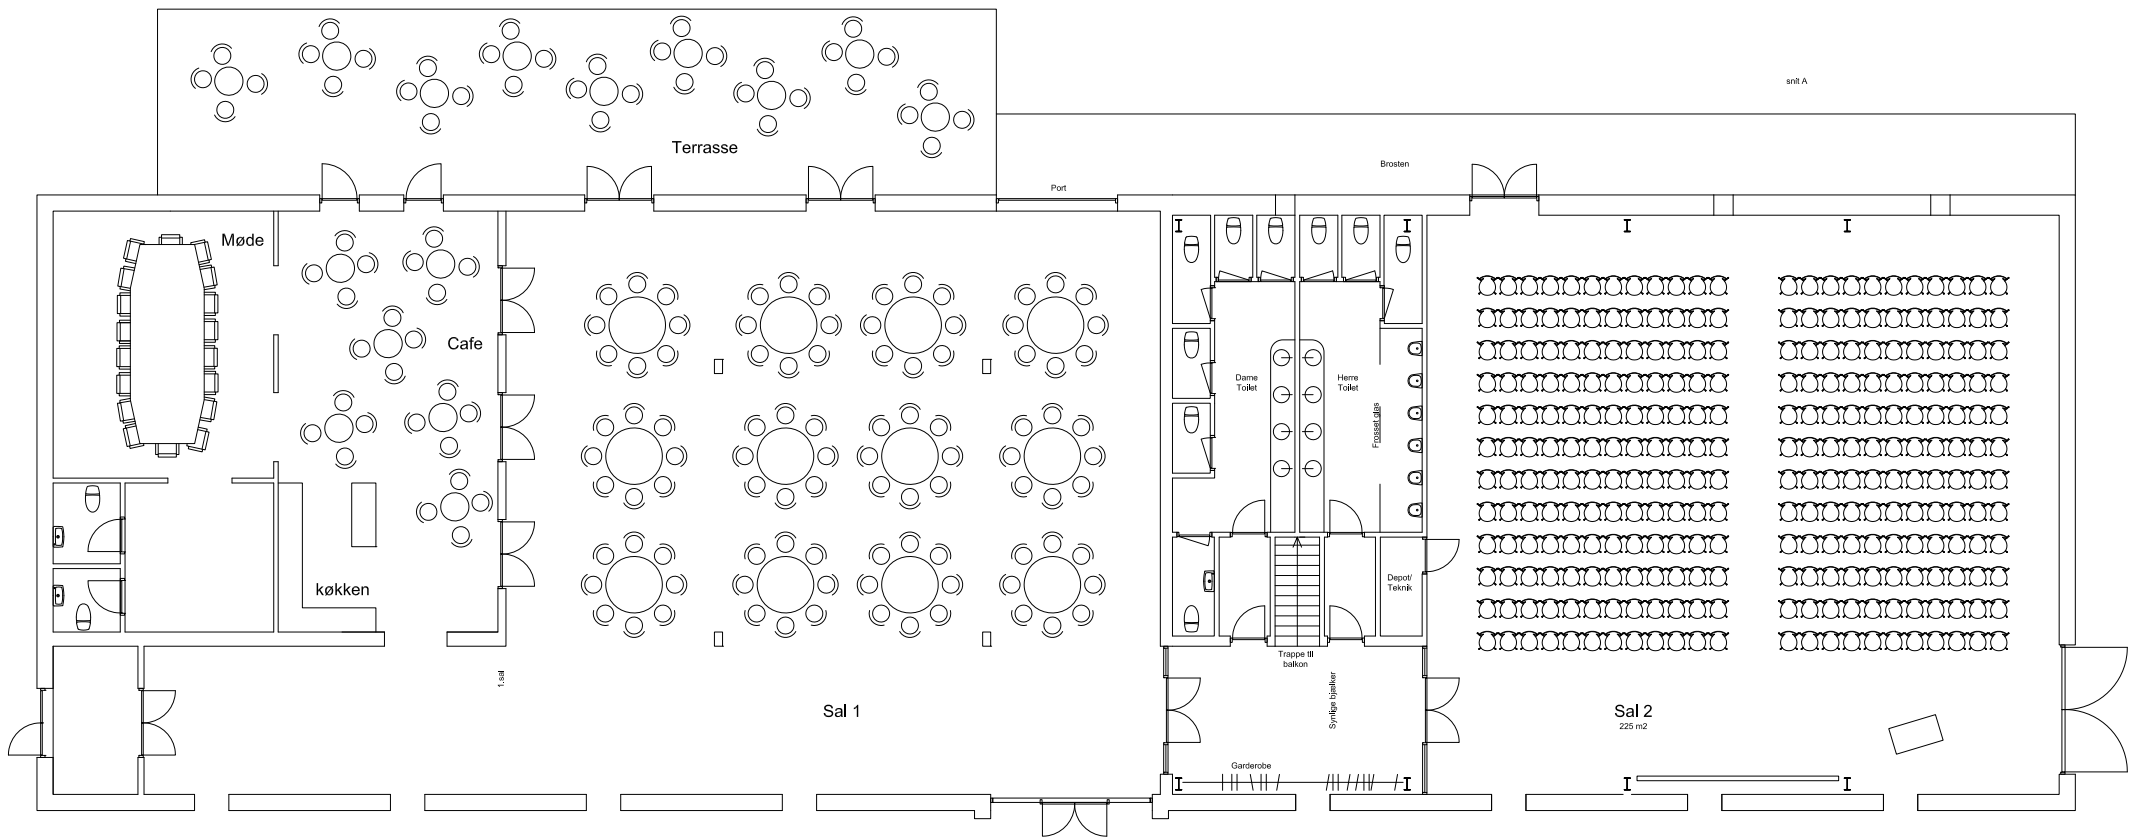 snit A
Terrasse
Brosten
Port
Møde
Cafe
Dame
Toilet
Herre
Toilet
Frosset glas
køkken
Depot/
Teknik
Trappe til
balkon
1.sal
Synlige bjælker
Sal 1
Sal 2
225 m2
Garderobe